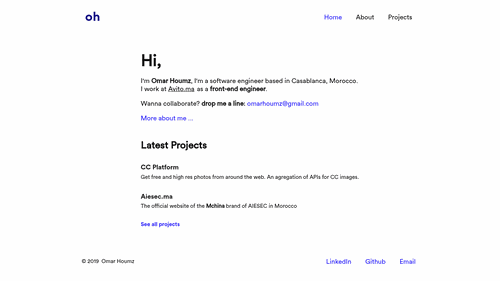 oh
Home About Projects
Hi,
I'm Omar Houmz, I'm a software engineer based in Casablanca, Morocco.
I work at Avito.ma as a front-end engineer.
Wanna collaborate? drop me a line: omarhoumz@gmail.com
More about me ...
Latest Projects
CC Platform
Get free and high res photos from around the web. An agregation of APIs for CC images.
Aiesec.ma
The official website of the Mchina brand of AIESEC in Morocco
See all projects
© 2019 Omar Houmz
LinkedIn Github Email